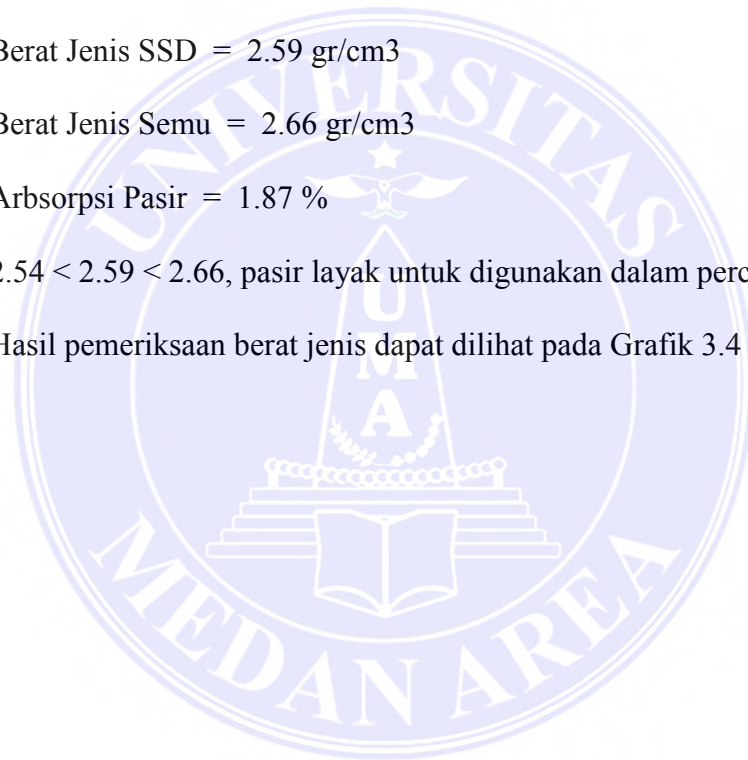 Berat Jenis SSD = 2.59 gr/cm3
Berat Jenis Semu = 2.66 gr/cm3
Arbsorpsi Pasir = 1.87 %
2.54 < 2.59 < 2.66, pasir layak untuk digunakan dalam
Hasil pemeriksaan berat jenis dapat dilihat pada Grafik 3.4
UNIVERSITAS
UMA
MEDAN AREA